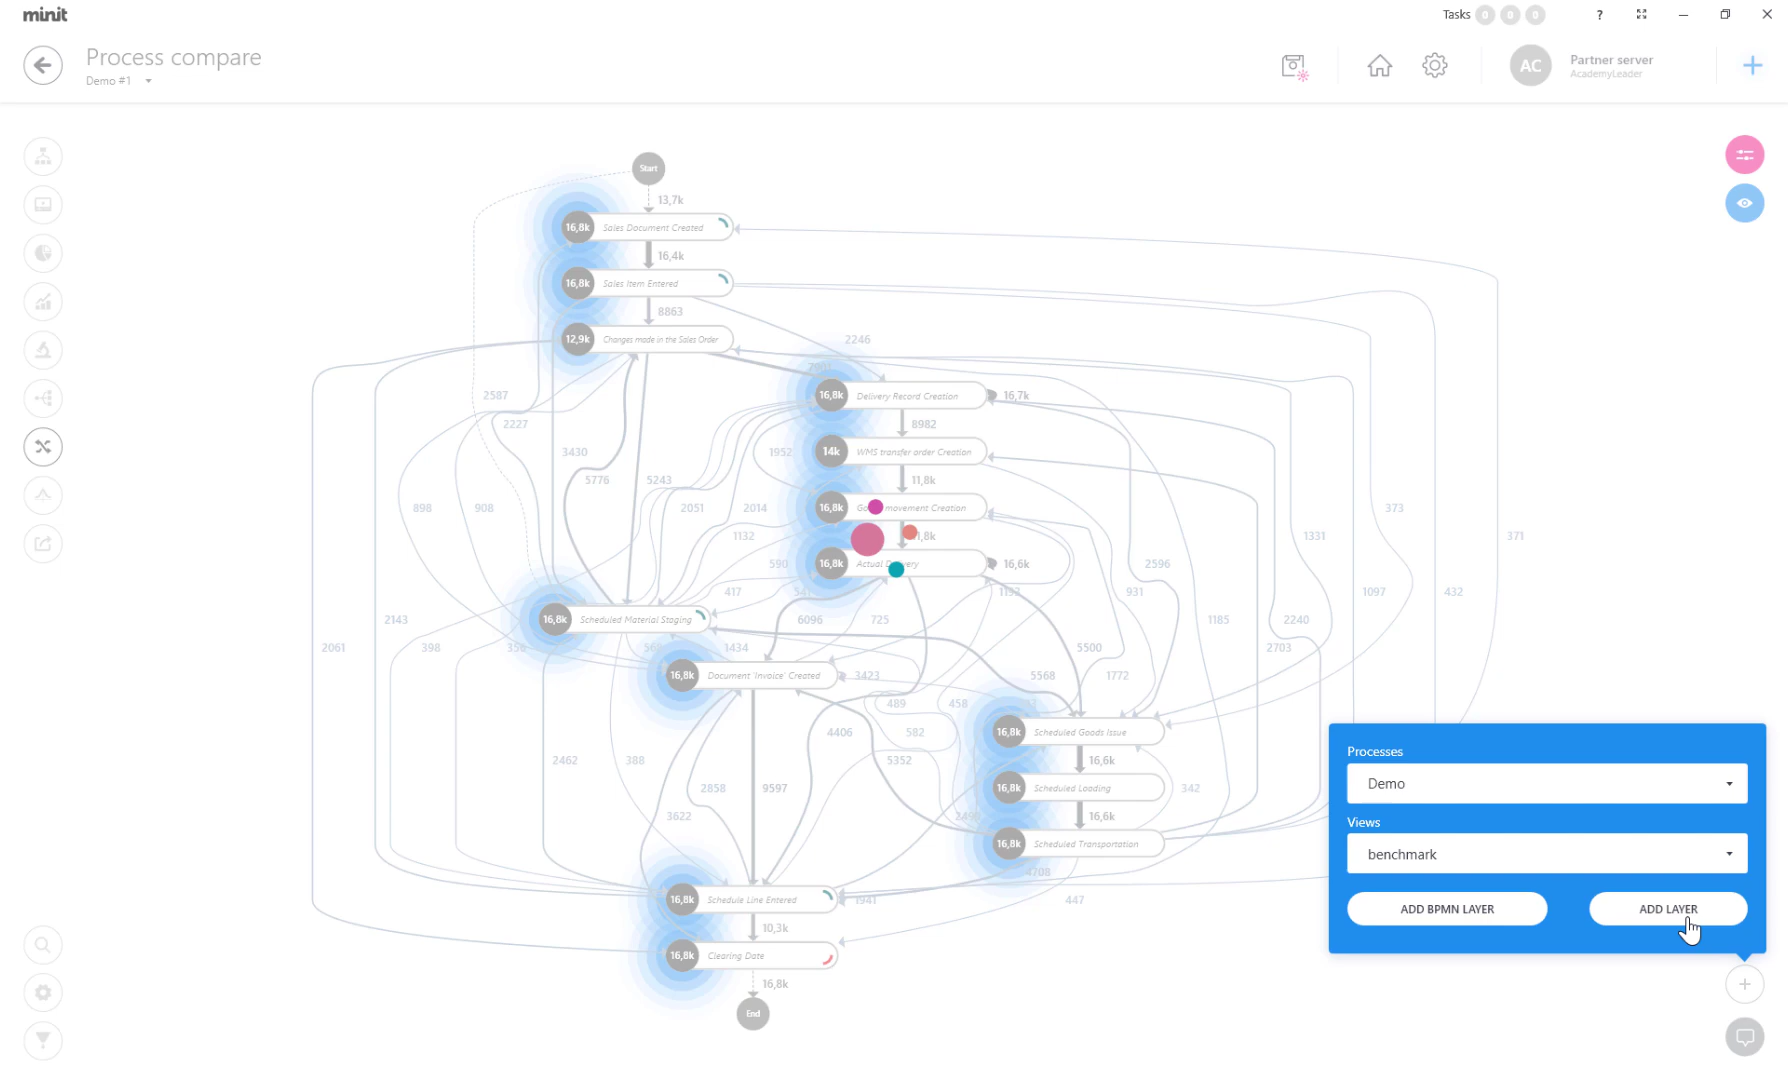 minit
Tasks 0 0 0 ?
Process compare
Demo #1
AC
Partner server
AcademyLeader
Start
13,7k
16,8k Sales Document Created
16,4k
16,8k Sales Item Entered
8863
12,9k Changes made in the Sales Order
2246
2587
16,8k Delivery Record Creation 16,7k
2227
8982
3430
1952
14k WMS transfer order Creation
5776
5243
11,8k
898
908
2051
2014
16,8k movement Creation
373
1132
371
1331
590
16,8k Actual 16,6k
2596
417
1193
931
1097
432
2143
16,8k Scheduled Material Staging
6096
725
1185
2240
2061
398
1434
5500
2703
16,8k Document 'Invoice' Created 3423
5568
1772
489
458
4406
582
16,8k Scheduled Goods Issue
2462
388
5352
16,6k
2858
9597
16,8k Scheduled Loading
342
3622
16,6k
16,8k Scheduled Transportation
4708
16,8k Schedule Line Entered 1941
447
10,3k
16,8k Clearing Date
16,8k
End
Processes
Demo
Views
benchmark
ADD BPMN LAYER
ADD LAYER